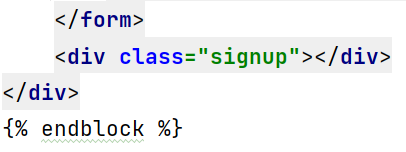 </form>
<div class="signup"></div>
</div>
{% endblock %}